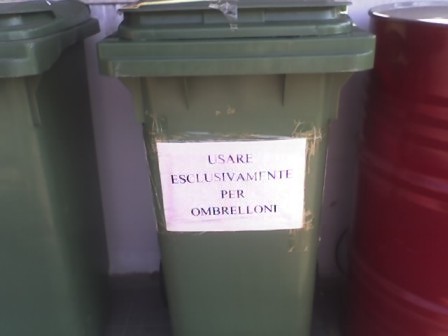 USARE
ESCLUSIVAMENTE
PER
OMBRELLONI